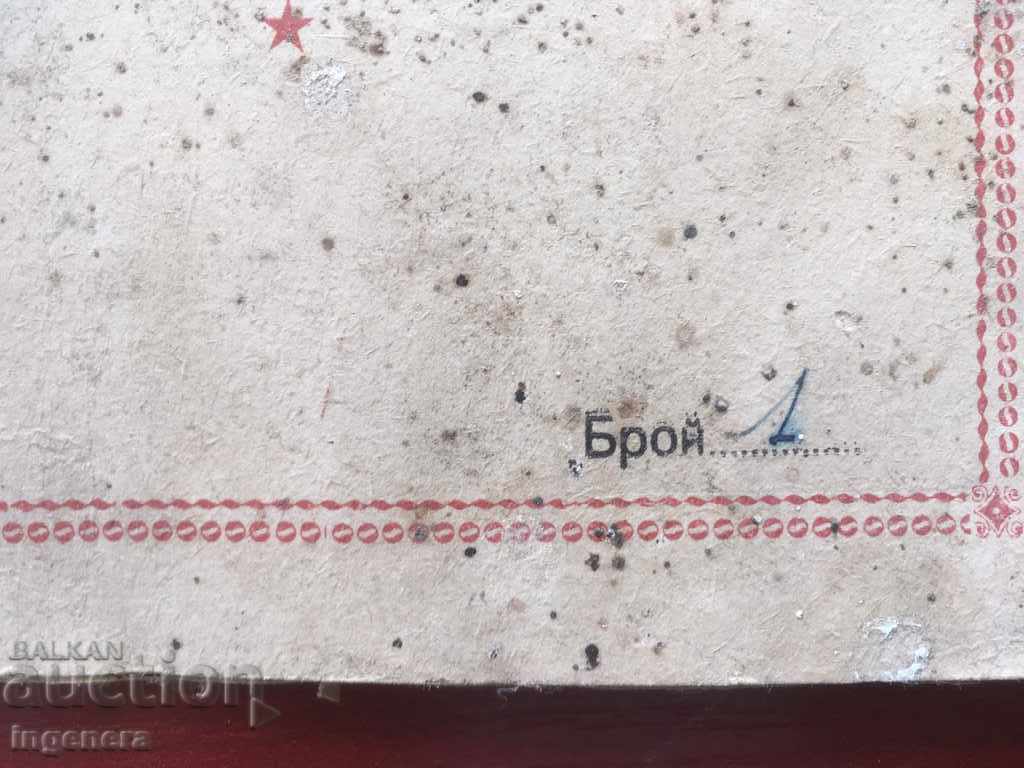 Брой 1
BALKAN
auction
ingenera